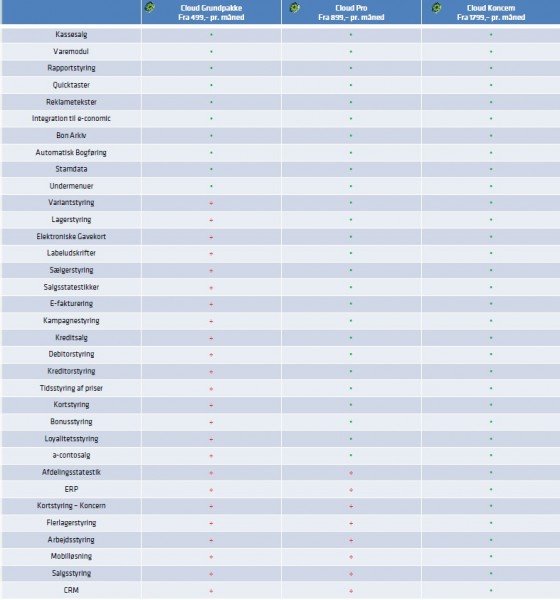 Cloud Grundpakke Cloud Pro Cloud Koncern
Fra 499,- pr. måned Fra 899,- pr. måned Fra 1799,- pr. måned
Kassesalg • • •
Varemodul • • •
Rapportstyring • • •
Quicktaster • • •
Reklametekster • • •
Integration til e-conomic • • •
Bon Arkiv • • •
Automatisk Bogføring • • •
Stamdata • • •
Undermenuer • • •
Variantstyring + • •
Lagerstyring + • •
Elektroniske Gavekort + • •
Labeludskrifter + • •
Sælgerstyring + • •
Salgsstatestikker + • •
E-fakturering + • •
Kampagnestyring + • •
Kreditsalg + • •
Debitorstyring + • •
Kreditorstyring + • •
Tidsstyring af priser + • •
Kortstyring + • •
Bonusstyring + • •
Loyalitetsstyring + • •
a-contosalg + • •
Afdelingsstatestik + + •
ERP + + •
Kortstyring – Koncern + + •
Flerlagerstyring + + •
Arbejdsstyring + + •
Mobilløsning + + •
Salgsstyring + + •
CRM + + •